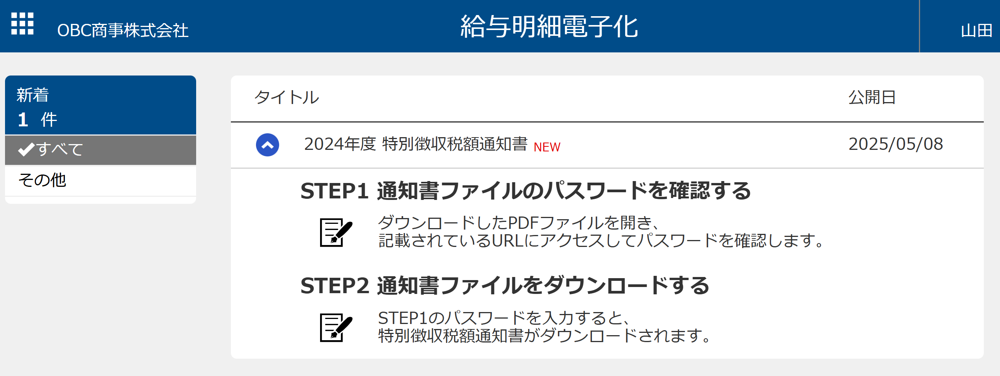 OBC商事株式会社
給与明細電子化
山田
新着
1 件
すべて
その他
タイトル 公開日
2024年度 特別徴収税額通知書 NEW 2025/05/08
STEP1 通知書ファイルのパスワードを確認する
ダウンロードしたPDFファイルを開き、
記載されているURLにアクセスしてパスワードを確認します。
STEP2 通知書ファイルをダウンロードする
STEP1のパスワードを入力すると、
特別徴収税額通知書がダウンロードされます。